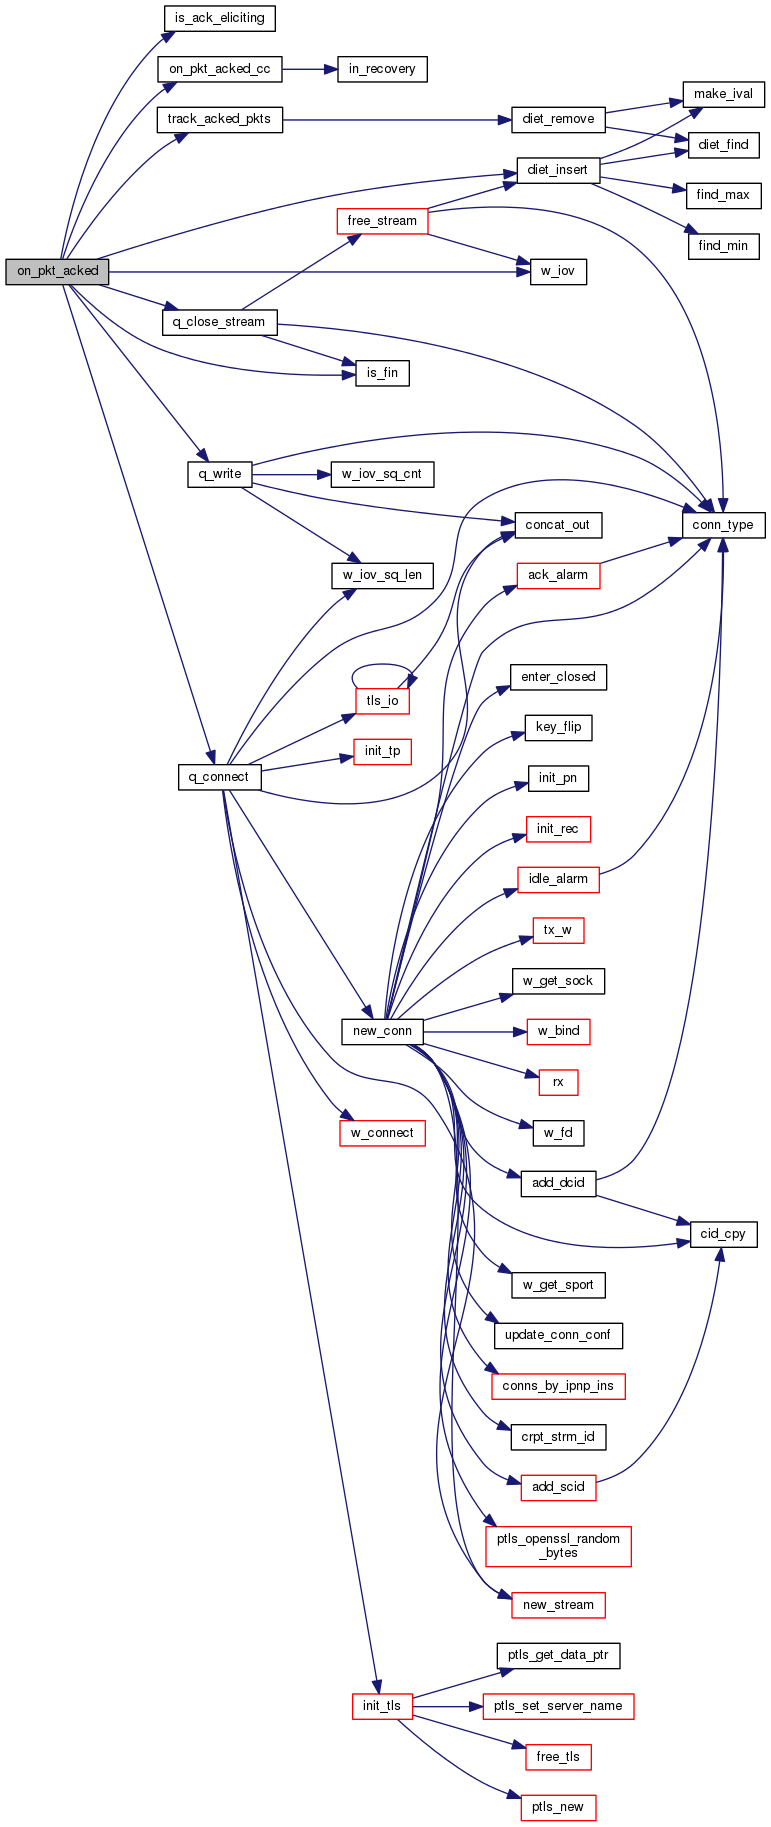 is_ack_eliciting
on_pkt_acked_cc
in_recovery
make_ival
track_acked_pkts
diet_remove
diet_find
diet_insert
find_max
free_stream
find_min
on_pkt_acked
w_iov
q_close_stream
is_fin
q_write
w_iov_sq_cnt
concat_out
conn_type
w_iov_sq_len
ack_alarm
enter_closed
tls_io
key_flip
init_tp
q_connect
init_pn
init_rec
idle_alarm
tx_w
w_get_sock
new_conn
w_bind
rx
w_connect
w_fd
add_dcid
cid_cpy
w_get_sport
update_conn_conf
conns_by_ipnp_ins
crpt_strm_id
add_scid
ptls_openssl_random
_bytes
new_stream
ptls_get_data_ptr
init_tls
ptls_set_server_name
free_tls
ptls_new